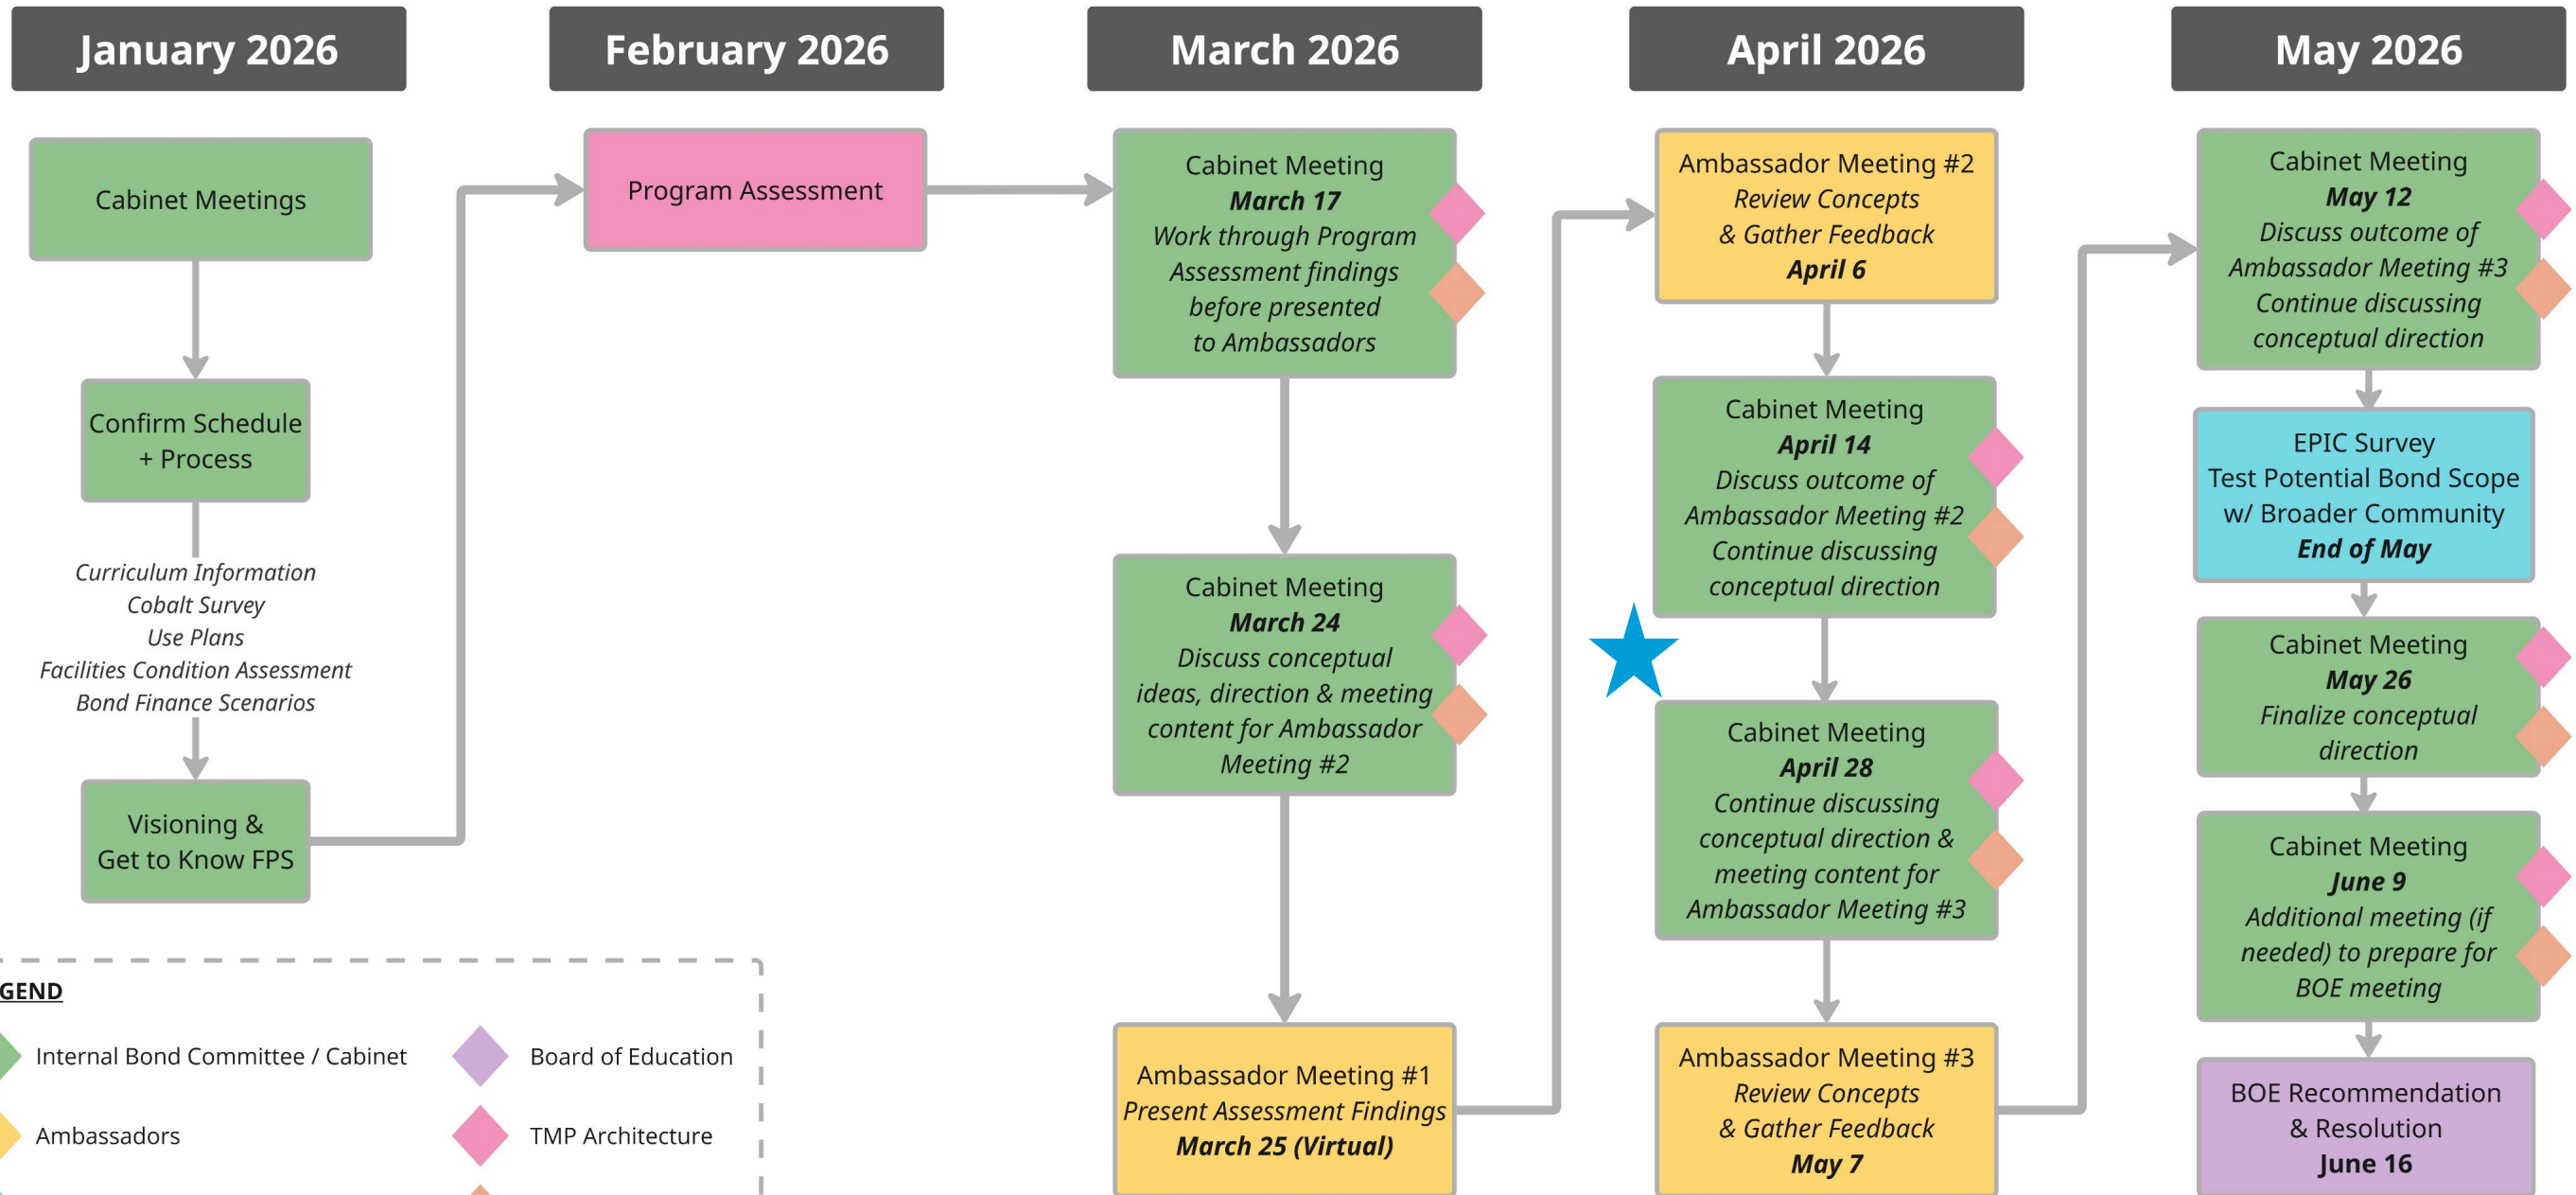 January 2026
Cabinet Meetings
Confirm Schedule
+ Process
Curriculum Information
Cobalt Survey
Use Plans
Facilities Condition Assessment
Bond Finance Scenarios
Visioning &
Get to Know FPS
February 2026
Program Assessment
March 2026
Cabinet Meeting
March 17
Work through Program
Assessment findings
before presented
to Ambassadors
Cabinet Meeting
March 24
Discuss conceptual
ideas, direction & meeting
content for Ambassador
Meeting #2
Ambassador Meeting #1
Present Assessment Findings
March 25 (Virtual)
April 2026
Ambassador Meeting #2
Review Concepts
& Gather Feedback
April 6
Cabinet Meeting
April 14
Discuss outcome of
Ambassador Meeting #2
Continue discussing
conceptual direction
Cabinet Meeting
April 28
Continue discussing
conceptual direction &
meeting content for
Ambassador Meeting #3
Ambassador Meeting #3
Review Concepts
& Gather Feedback
May 7
May 2026
Cabinet Meeting
May 12
Discuss outcome of
Ambassador Meeting #3
Continue discussing
conceptual direction
EPIC Survey
Test Potential Bond Scope
w/ Broader Community
End of May
Cabinet Meeting
May 26
Finalize conceptual
direction
Cabinet Meeting
June 9
Additional meeting (if
needed) to prepare for
BOE meeting
BOE Recommendation
& Resolution
June 16
GEND
Internal Bond Committee / Cabinet
Board of Education
Ambassadors
TMP Architecture